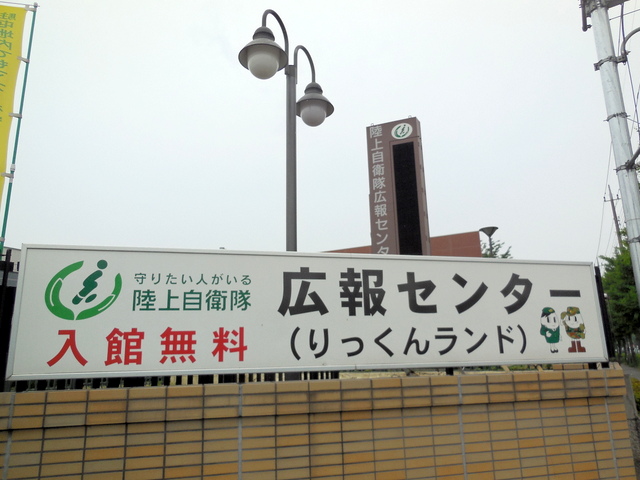 陸上自衛隊広報センタ
守りたい人がいる
陸上自衛隊
広報センター
入館無料
(りっくんランド)